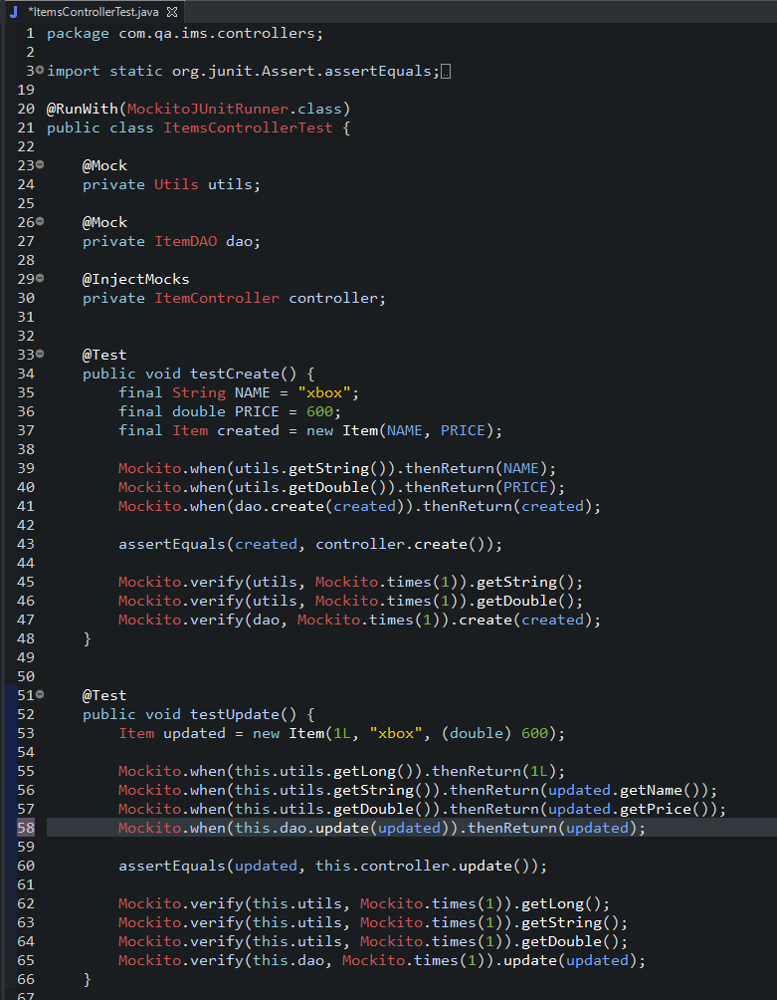 *ItemsControllerTest.java
1 package com.qa.ims.controllers;
2
3 import static org.junit.Assert.assertEquals;
19
20 @RunWith(MockitoJUnitRunner.class)
21 public class ItemsControllerTest {
22
23     @Mock
24     private Utils utils;
25
26     @Mock
27     private ItemDAO dao;
28
29     @InjectMocks
30     private ItemController controller;
31
32
33     @Test
34     public void testCreate() {
35         final String NAME = "xbox";
36         final double PRICE = 600;
37         final Item created = new Item(NAME, PRICE);
38
39         Mockito.when(utils.getString()).thenReturn(NAME);
40         Mockito.when(utils.getDouble()).thenReturn(PRICE);
41         Mockito.when(dao.create(created)).thenReturn(created);
42
43         assertEquals(created, controller.create());
44
45         Mockito.verify(utils, Mockito.times(1)).getString();
46         Mockito.verify(utils, Mockito.times(1)).getDouble();
47         Mockito.verify(dao, Mockito.times(1)).create(created);
48     }
49
50
51     @Test
52     public void testUpdate() {
53         Item updated = new Item(1L, "xbox", (double) 600);
54
55         Mockito.when(this.utils.getLong()).thenReturn(1L);
56         Mockito.when(this.utils.getString()).thenReturn(updated.getName());
57         Mockito.when(this.utils.getDouble()).thenReturn(updated.getPrice());
58         Mockito.when(this.dao.update(updated)).thenReturn(updated);
59
60         assertEquals(updated, this.controller.update());
61
62         Mockito.verify(this.utils, Mockito.times(1)).getLong();
63         Mockito.verify(this.utils, Mockito.times(1)).getString();
64         Mockito.verify(this.utils, Mockito.times(1)).getDouble();
65         Mockito.verify(this.dao, Mockito.times(1)).update(updated);
66     }
67